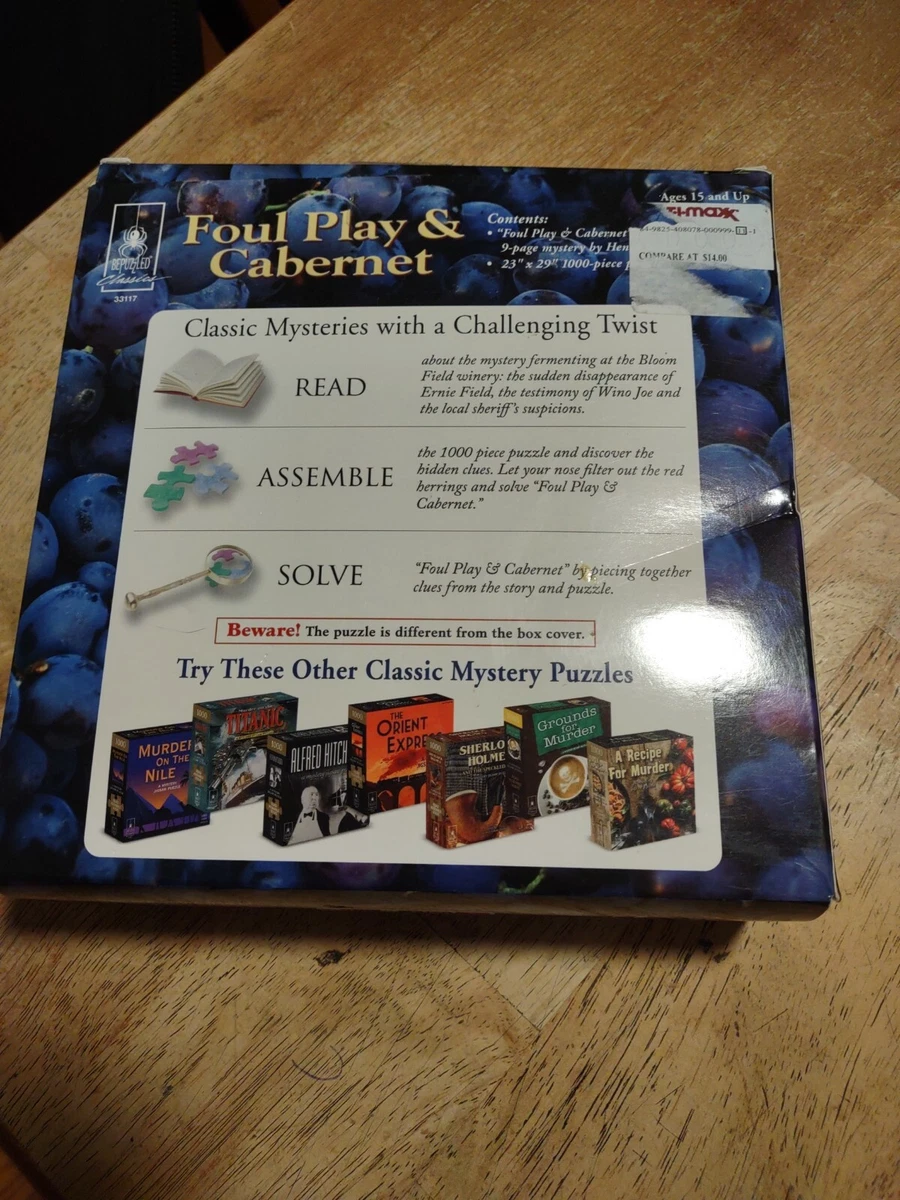 Ages 15 and Up
T·J·maxx
COMPARE AT $14.00
BEPUZZLED
Classics
33117
Foul Play &
Cabernet
Contents:
• "Foul Play & Cabernet"
9-page mystery by Hen
• 23" x 29" 1000-piece p
Classic Mysteries with a Challenging Twist
READ
about the mystery fermenting at the Bloom
Field winery: the sudden disappearance of
Ernie Field, the testimony of Wino Joe and
the local sheriff's suspicions.
ASSEMBLE
the 1000 piece puzzle and discover the
hidden clues. Let your nose filter out the red
herrings and solve "Foul Play &
Cabernet."
SOLVE
"Foul Play & Cabernet" by piecing together
clues from the story and puzzle.
Beware! The puzzle is different from the box cover.
Try These Other Classic Mystery Puzzles
MURDER
ON THE
NILE
TITANIC
ALFRED HITCH
THE
ORIENT
EXPRE
SHERLO
HOLME
Grounds
for
Murder
A Recipe
For Murder